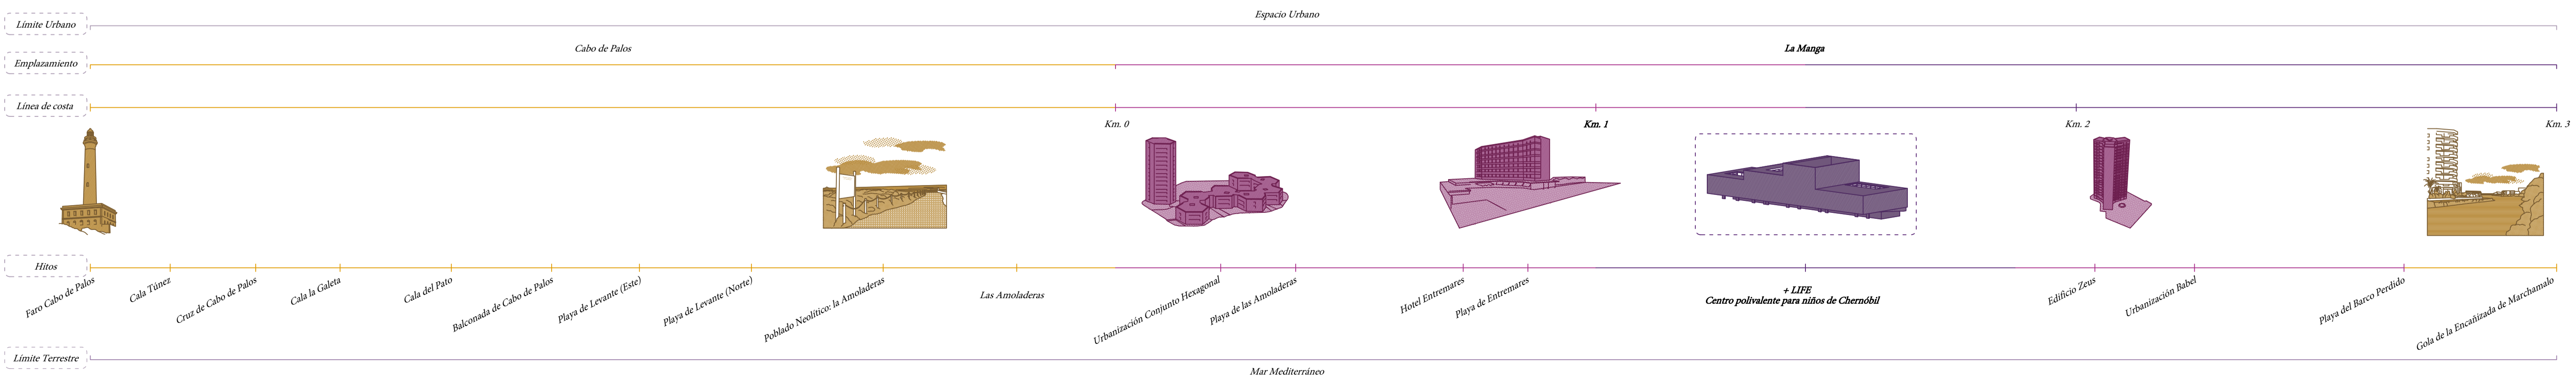 Límite Urbano
Espacio Urbano
Emplazamiento
Cabo de Palos
La Manga
Línea de costa
Km. 0
Km. 1
Km. 2
Km. 3
Hitos
Faro Cabo de Palos
Cala Túnez
Cruz de Cabo de Palos
Cala la Galeta
Cala del Pato
Balconada de Cabo de Palos
Playa de Levante (Este)
Playa de Levante (Norte)
Poblado Neolítico: la Amoladeras
Las Amoladeras
Urbanización Conjunto Hexagonal
Playa de las Amoladeras
Hotel Entremares
Playa de Entremares
+ LIFE
Centro polivalente para niños de Chernóbil
Edificio Zeus
Urbanización Babel
Playa del Barco Perdido
Gola de la Encañizada de Marchamalo
Límite Terrestre
Mar Mediterráneo